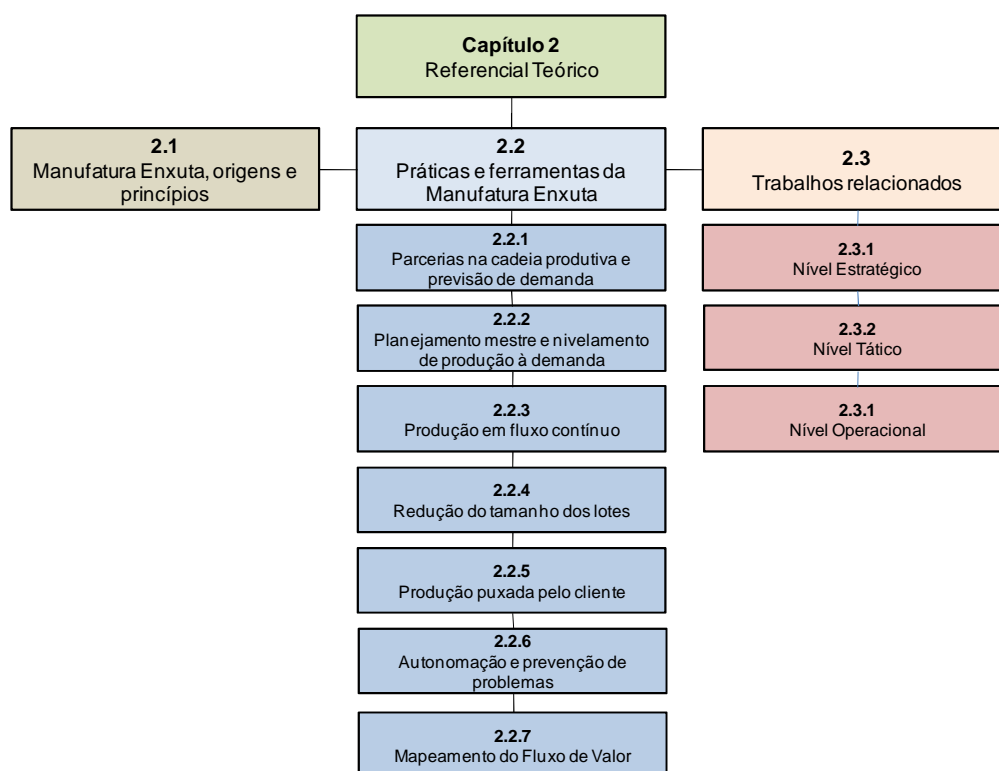 Capítulo 2
Referencial Teórico
2.1
Manufatura Enxuta, origens e
princípios
2.2
Práticas e ferramentas da
Manufatura Enxuta
2.3
Trabalhos relacionados
2.2.1
Parcerias na cadeia produtiva e
previsão de demanda
2.2.2
Planejamento mestre e nivelamento
de produção à demanda
2.2.3
Produção em fluxo contínuo
2.2.4
Redução do tamanho dos lotes
2.2.5
Produção puxada pelo cliente
2.2.6
Autonomação e prevenção de
problemas
2.2.7
Mapeamento do Fluxo de Valor
2.3.1
Nível Estratégico
2.3.2
Nível Tático
2.3.1
Nível Operacional